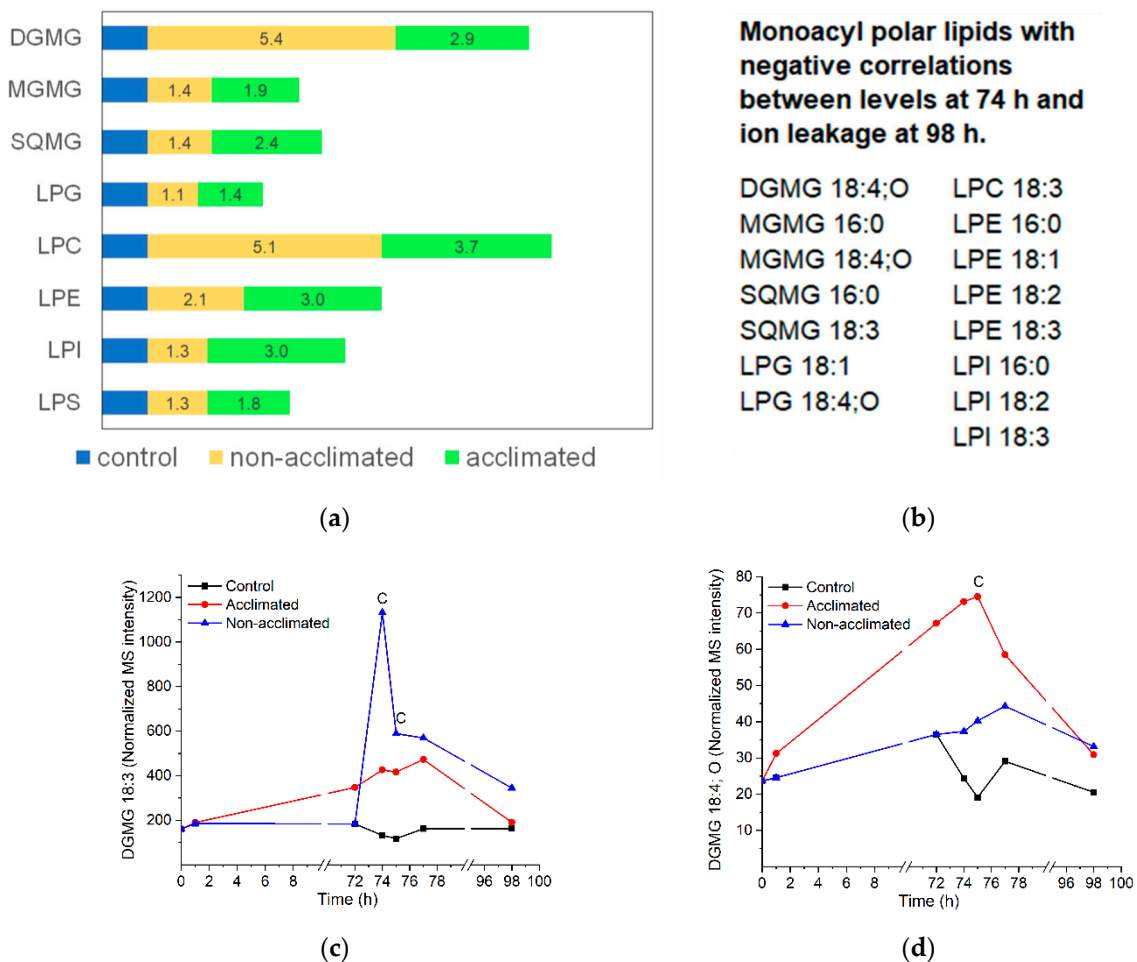 DGMG 5.4 2.9
MGMG 1.4 1.9
SQMG 1.4 2.4
LPG 1.1 1.4
LPC 5.1 3.7
LPE 2.1 3.0
LPI 1.3 3.0
LPS 1.3 1.8
control non-acclimated acclimated
(a)
Monoacyl polar lipids with
negative correlations
between levels at 74 h and
ion leakage at 98 h.
DGMG 18:4;O LPC 18:3
MGMG 16:0 LPE 16:0
MGMG 18:4;O LPE 18:1
SQMG 16:0 LPE 18:2
SQMG 18:3 LPE 18:3
LPG 18:1 LPI 16:0
LPG 18:4;O LPI 18:2
LPI 18:3
(b)
DGMG 18:3 (Normalized MS intensity)
1200
1000
800
600
400
200
Control
Acclimated
Non-acclimated
C
C
0 2 72 74 76 78 96 98 100
Time (h)
(c)
DGMG 18:4; O (Normalized MS intensity)
80
70
60
50
40
30
20
10
Control
Acclimated
Non-acclimated
C
0 2 4 6 8 72 74 76 78 96 98 100
Time (h)
(d)